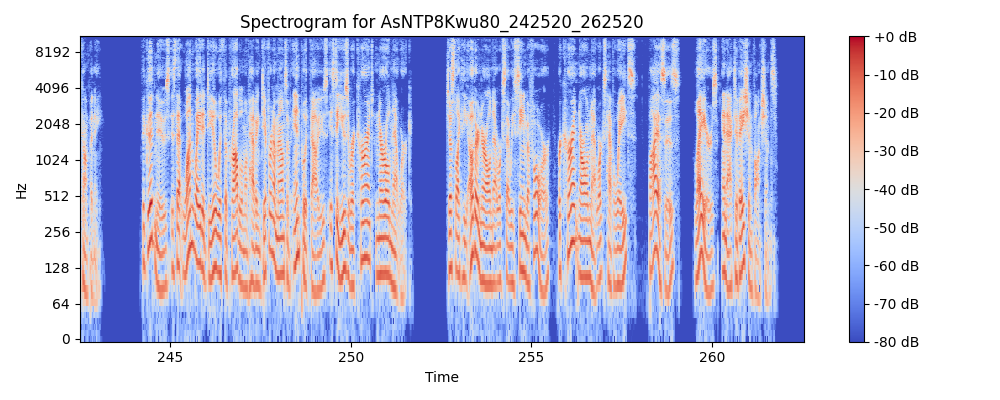 Spectrogram for AsNTP8Kwu80_242520_262520
Hz
8192
4096
2048
1024
512
256
128
64
0
245
250
255
260
Time
+0 dB
-10 dB
-20 dB
-30 dB
-40 dB
-50 dB
-60 dB
-70 dB
-80 dB